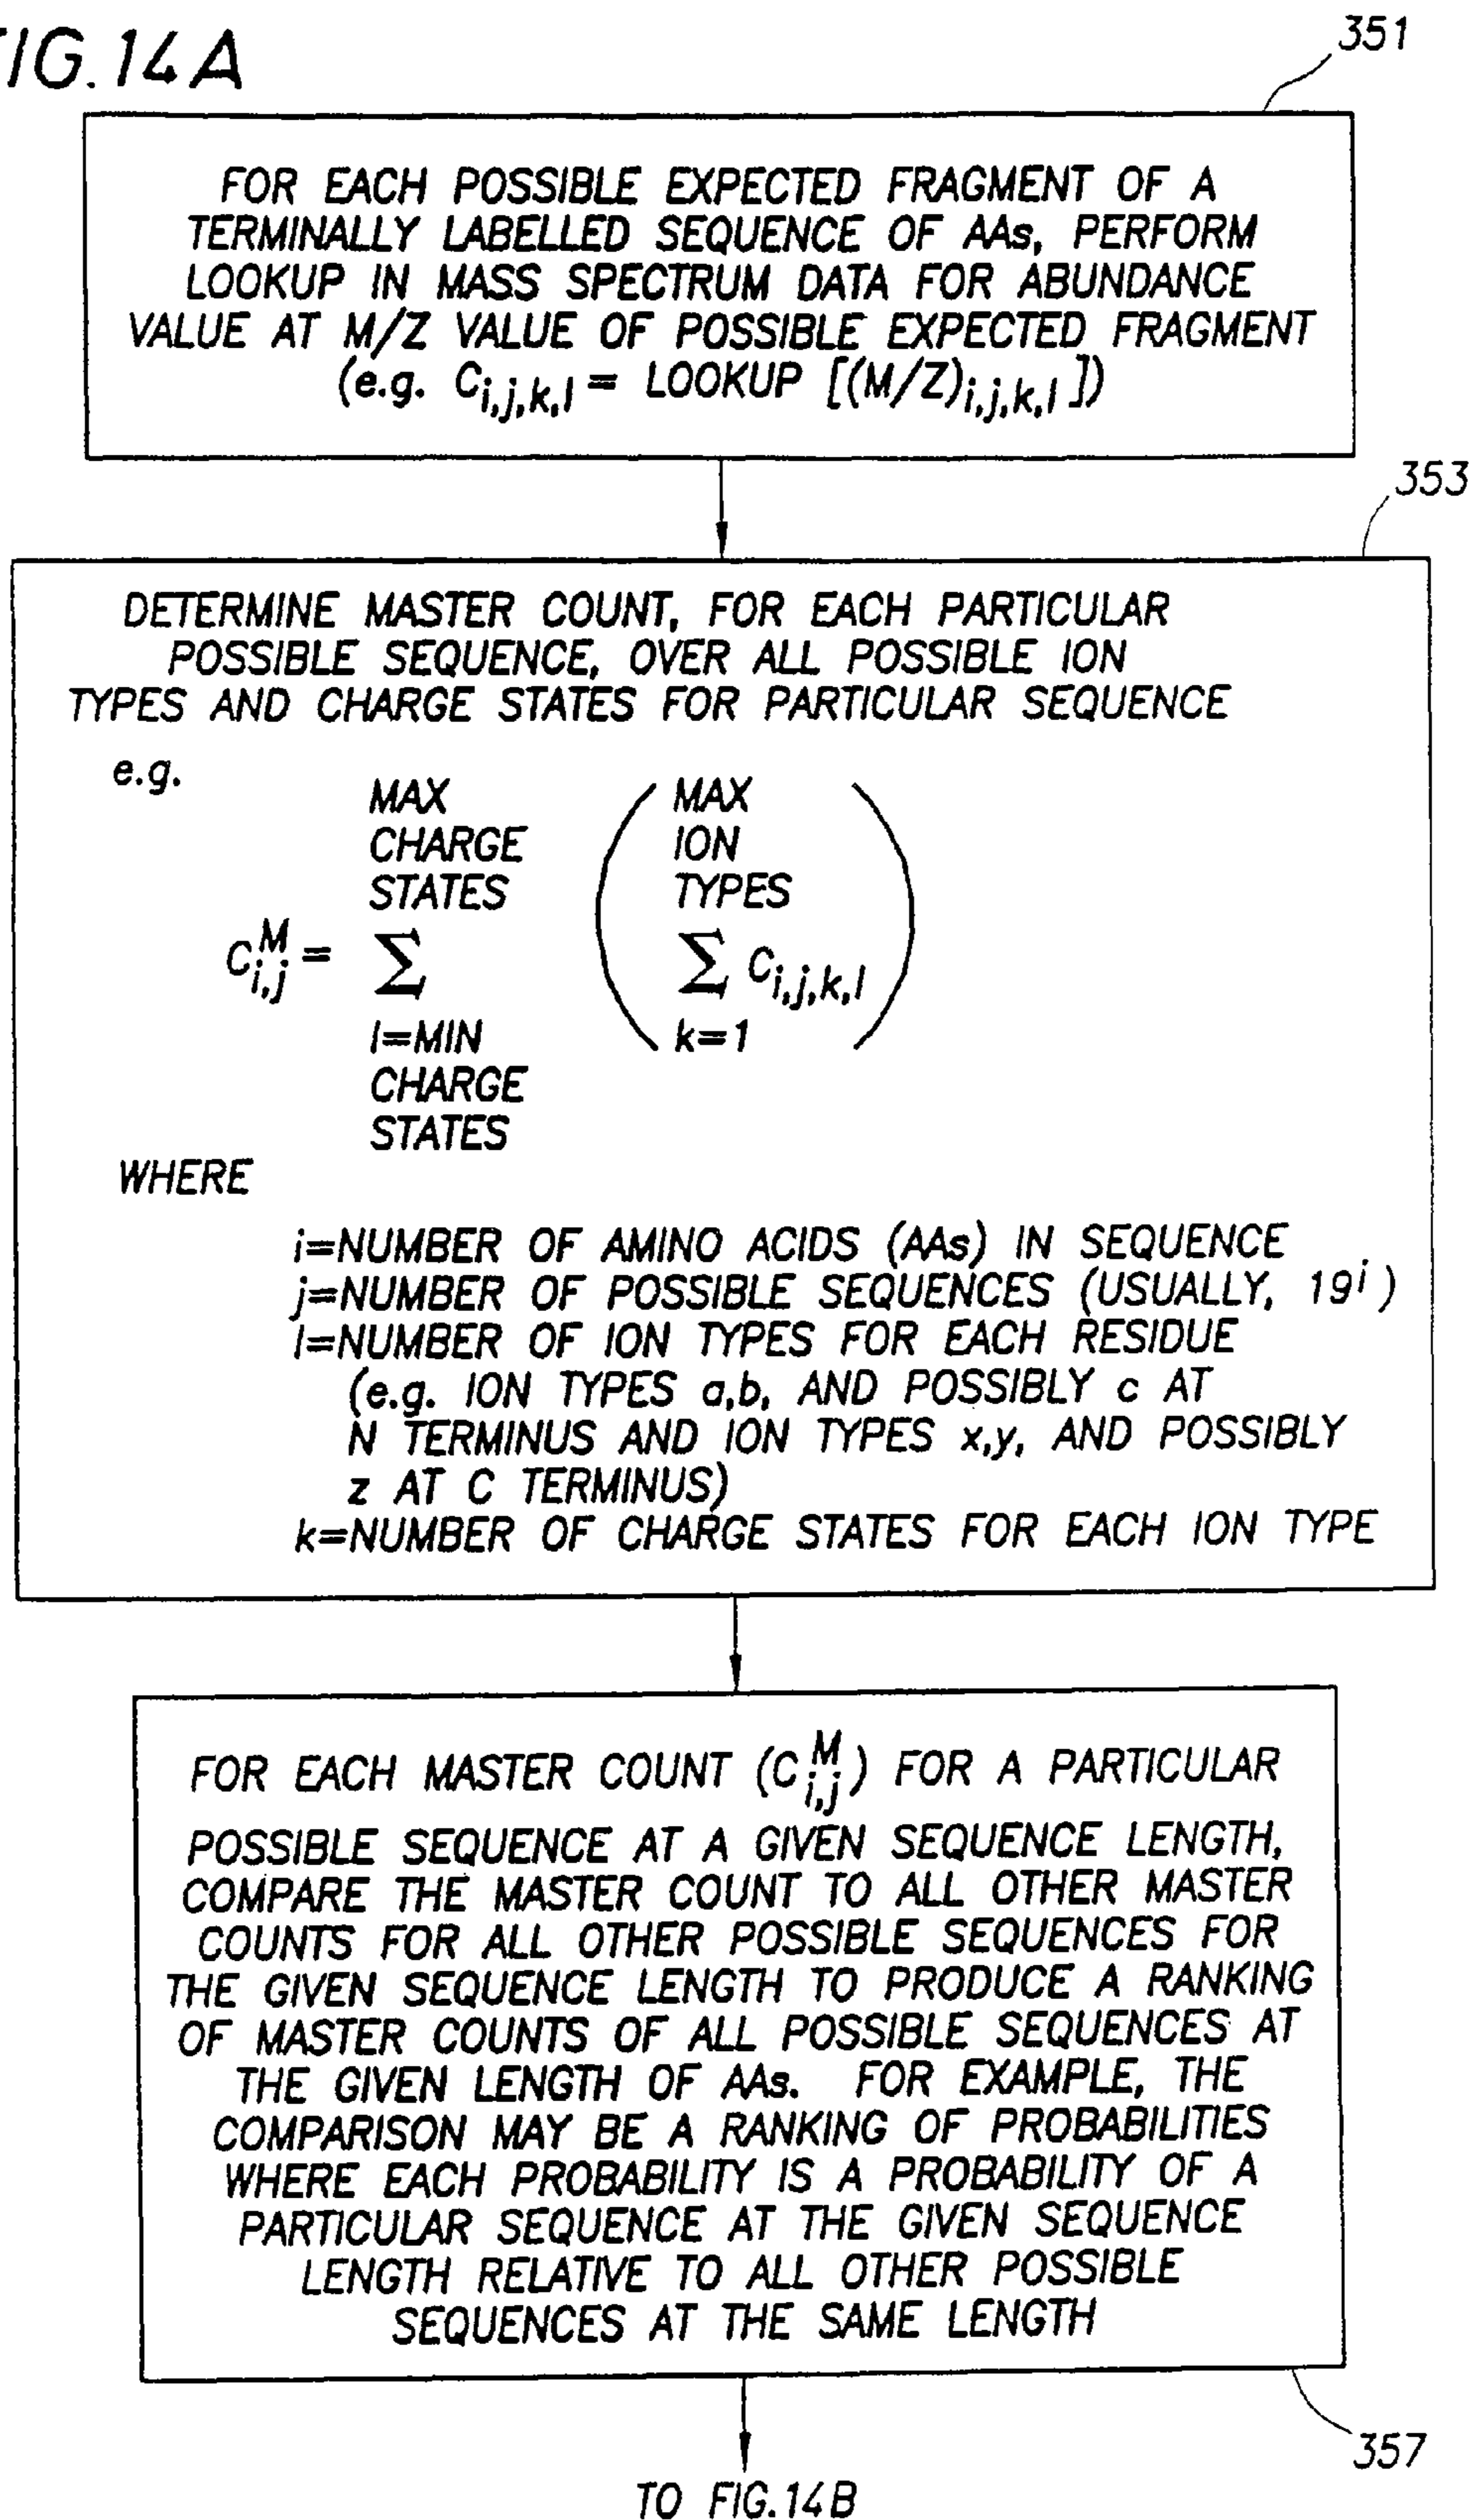 FIG. 14A
351
FOR EACH POSSIBLE EXPECTED FRAGMENT OF A
TERMINALLY LABELLED SEQUENCE OF AAs, PERFORM
LOOKUP IN MASS SPECTRUM DATA FOR ABUNDANCE
VALUE AT M/Z VALUE OF POSSIBLE EXPECTED FRAGMENT
(e.g. C_{i,j,k,l} = LOOKUP [(M/Z)_{i,j,k,l}])
353
DETERMINE MASTER COUNT, FOR EACH PARTICULAR
POSSIBLE SEQUENCE, OVER ALL POSSIBLE ION
TYPES AND CHARGE STATES FOR PARTICULAR SEQUENCE
e.g.
MAX MAX
CHARGE ION
STATES TYPES
C^M_{i,j} = Σ ( Σ C_{i,j,k,l} )
l=MIN k=1
CHARGE
STATES
WHERE
i=NUMBER OF AMINO ACIDS (AAs) IN SEQUENCE
j=NUMBER OF POSSIBLE SEQUENCES (USUALLY, 19^i)
l=NUMBER OF ION TYPES FOR EACH RESIDUE
(e.g. ION TYPES a,b, AND POSSIBLY c AT
N TERMINUS AND ION TYPES x,y, AND POSSIBLY
z AT C TERMINUS)
k=NUMBER OF CHARGE STATES FOR EACH ION TYPE
FOR EACH MASTER COUNT (C^M_{i,j}) FOR A PARTICULAR
POSSIBLE SEQUENCE AT A GIVEN SEQUENCE LENGTH,
COMPARE THE MASTER COUNT TO ALL OTHER MASTER
COUNTS FOR ALL OTHER POSSIBLE SEQUENCES FOR
THE GIVEN SEQUENCE LENGTH TO PRODUCE A RANKING
OF MASTER COUNTS OF ALL POSSIBLE SEQUENCES AT
THE GIVEN LENGTH OF AAs. FOR EXAMPLE, THE
COMPARISON MAY BE A RANKING OF PROBABILITIES
WHERE EACH PROBABILITY IS A PROBABILITY OF A
PARTICULAR SEQUENCE AT THE GIVEN SEQUENCE
LENGTH RELATIVE TO ALL OTHER POSSIBLE
SEQUENCES AT THE SAME LENGTH
357
TO FIG.14B